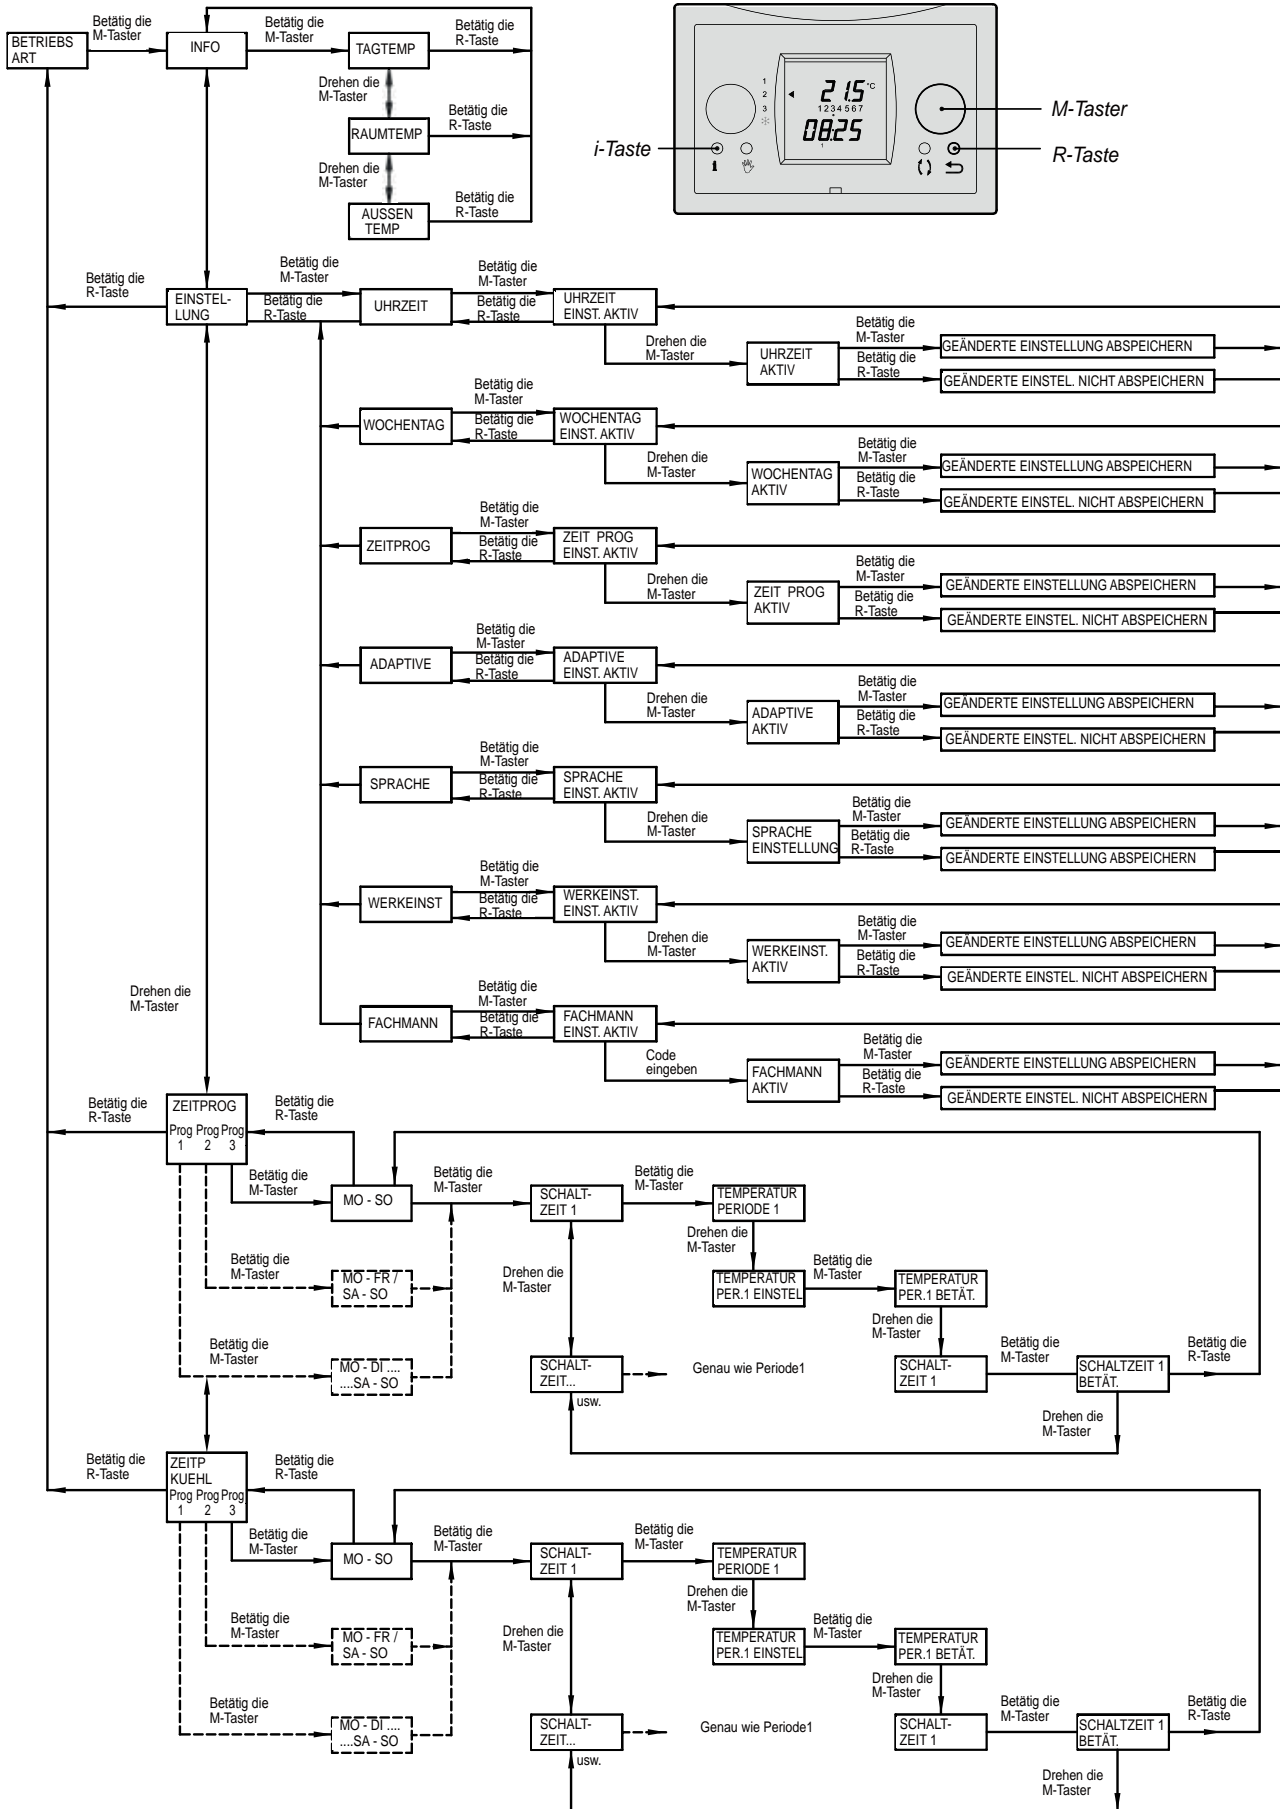 BETRIEBS
ART
Betätig die
M-Taster
INFO
Betätig die
M-Taster
TAGTEMP
Betätig die
R-Taste
Drehen die
M-Taster
RAUMTEMP
Betätig die
R-Taste
Drehen die
M-Taster
AUSSEN
TEMP
Betätig die
R-Taste
1
2
3
21.5 °C
1 2 3 4 5 6 7
08:25
1
i
M-Taster
i-Taste
R-Taste
Betätig die
R-Taste
EINSTEL-
LUNG
Betätig die
M-Taster
Betätig die
R-Taste
UHRZEIT
Betätig die
M-Taster
Betätig die
R-Taste
UHRZEIT
EINST. AKTIV
Drehen die
M-Taster
UHRZEIT
AKTIV
Betätig die
M-Taster
Betätig die
R-Taste
GEÄNDERTE EINSTELLUNG ABSPEICHERN
GEÄNDERTE EINSTEL. NICHT ABSPEICHERN
WOCHENTAG
Betätig die
M-Taster
Betätig die
R-Taste
WOCHENTAG
EINST. AKTIV
Drehen die
M-Taster
WOCHENTAG
AKTIV
Betätig die
M-Taster
Betätig die
R-Taste
GEÄNDERTE EINSTELLUNG ABSPEICHERN
GEÄNDERTE EINSTEL. NICHT ABSPEICHERN
ZEITPROG
Betätig die
M-Taster
Betätig die
R-Taste
ZEIT PROG
EINST. AKTIV
Drehen die
M-Taster
ZEIT PROG
AKTIV
Betätig die
M-Taster
Betätig die
R-Taste
GEÄNDERTE EINSTELLUNG ABSPEICHERN
GEÄNDERTE EINSTEL. NICHT ABSPEICHERN
ADAPTIVE
Betätig die
M-Taster
Betätig die
R-Taste
ADAPTIVE
EINST. AKTIV
Drehen die
M-Taster
ADAPTIVE
AKTIV
Betätig die
M-Taster
Betätig die
R-Taste
GEÄNDERTE EINSTELLUNG ABSPEICHERN
GEÄNDERTE EINSTEL. NICHT ABSPEICHERN
SPRACHE
Betätig die
M-Taster
Betätig die
R-Taste
SPRACHE
EINST. AKTIV
Drehen die
M-Taster
SPRACHE
EINSTELLUNG
Betätig die
M-Taster
Betätig die
R-Taste
GEÄNDERTE EINSTELLUNG ABSPEICHERN
GEÄNDERTE EINSTELLUNG ABSPEICHERN
WERKEINST
Betätig die
M-Taster
Betätig die
R-Taste
WERKEINST.
EINST. AKTIV
Drehen die
M-Taster
WERKEINST.
AKTIV
Betätig die
M-Taster
Betätig die
R-Taste
GEÄNDERTE EINSTELLUNG ABSPEICHERN
GEÄNDERTE EINSTEL. NICHT ABSPEICHERN
Drehen die
M-Taster
FACHMANN
Betätig die
M-Taster
Betätig die
R-Taste
FACHMANN
EINST. AKTIV
Code
eingeben
FACHMANN
AKTIV
Betätig die
M-Taster
Betätig die
R-Taste
GEÄNDERTE EINSTELLUNG ABSPEICHERN
GEÄNDERTE EINSTEL. NICHT ABSPEICHERN
Betätig die
R-Taste
ZEITPROG
Prog Prog Prog
1 2 3
Betätig die
R-Taste
Betätig die
M-Taster
MO - SO
Betätig die
M-Taster
SCHALT-
ZEIT 1
Betätig die
M-Taster
TEMPERATUR
PERIODE 1
Drehen die
M-Taster
Betätig die
M-Taster
MO - FR /
SA - SO
Drehen die
M-Taster
TEMPERATUR
PER.1 EINSTEL
Betätig die
M-Taster
TEMPERATUR
PER.1 BETÄT.
Drehen die
M-Taster
Betätig die
M-Taster
MO - DI ....
....SA - SO
SCHALT-
ZEIT...
usw.
Genau wie Periode1
SCHALT-
ZEIT 1
Betätig die
M-Taster
SCHALTZEIT 1
BETÄT.
Betätig die
R-Taste
Drehen die
M-Taster
Betätig die
R-Taste
ZEITP
KUEHL
Prog Prog Prog
1 2 3
Betätig die
R-Taste
Betätig die
M-Taster
MO - SO
Betätig die
M-Taster
SCHALT-
ZEIT 1
Betätig die
M-Taster
TEMPERATUR
PERIODE 1
Drehen die
M-Taster
Betätig die
M-Taster
MO - FR /
SA - SO
Drehen die
M-Taster
TEMPERATUR
PER.1 EINSTEL
Betätig die
M-Taster
TEMPERATUR
PER.1 BETÄT.
Drehen die
M-Taster
Betätig die
M-Taster
MO - DI ....
....SA - SO
SCHALT-
ZEIT...
usw.
Genau wie Periode1
SCHALT-
ZEIT 1
Betätig die
M-Taster
SCHALTZEIT 1
BETÄT.
Betätig die
R-Taste
Drehen die
M-Taster